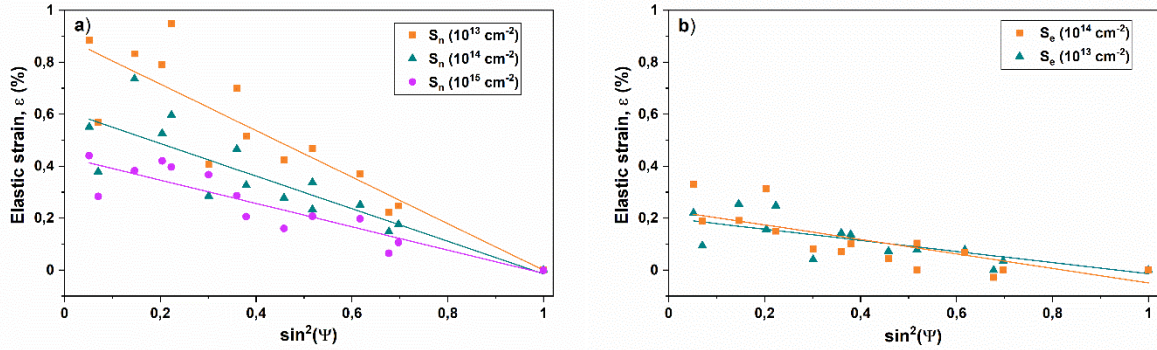 a)
Sₙ (10¹³ cm⁻²)
Sₙ (10¹⁴ cm⁻²)
Sₙ (10¹⁵ cm⁻²)
Elastic strain, ε (%)
1
0,8
0,6
0,4
0,2
0
0 0,2 0,4 0,6 0,8 1
sin²(Ψ)
b)
Sₑ (10¹⁴ cm⁻²)
Sₑ (10¹³ cm⁻²)
Elastic strain, ε (%)
1
0,8
0,6
0,4
0,2
0
0 0,2 0,4 0,6 0,8 1
sin²(Ψ)